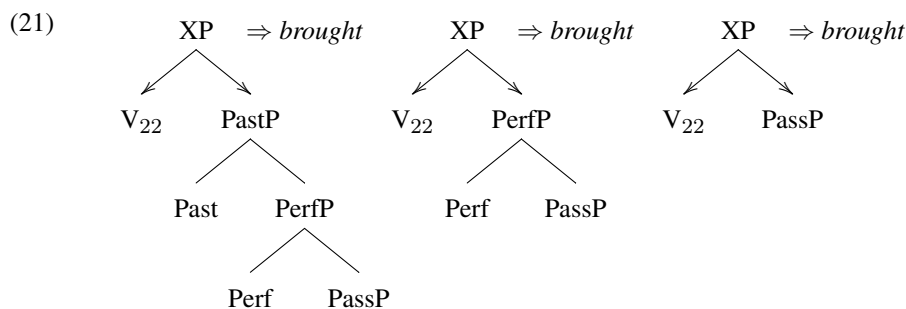 (21) XP ⇒ brought XP ⇒ brought XP ⇒ brought
V22 PastP V22 PerfP V22 PassP
Past PerfP Perf PassP
Perf PassP